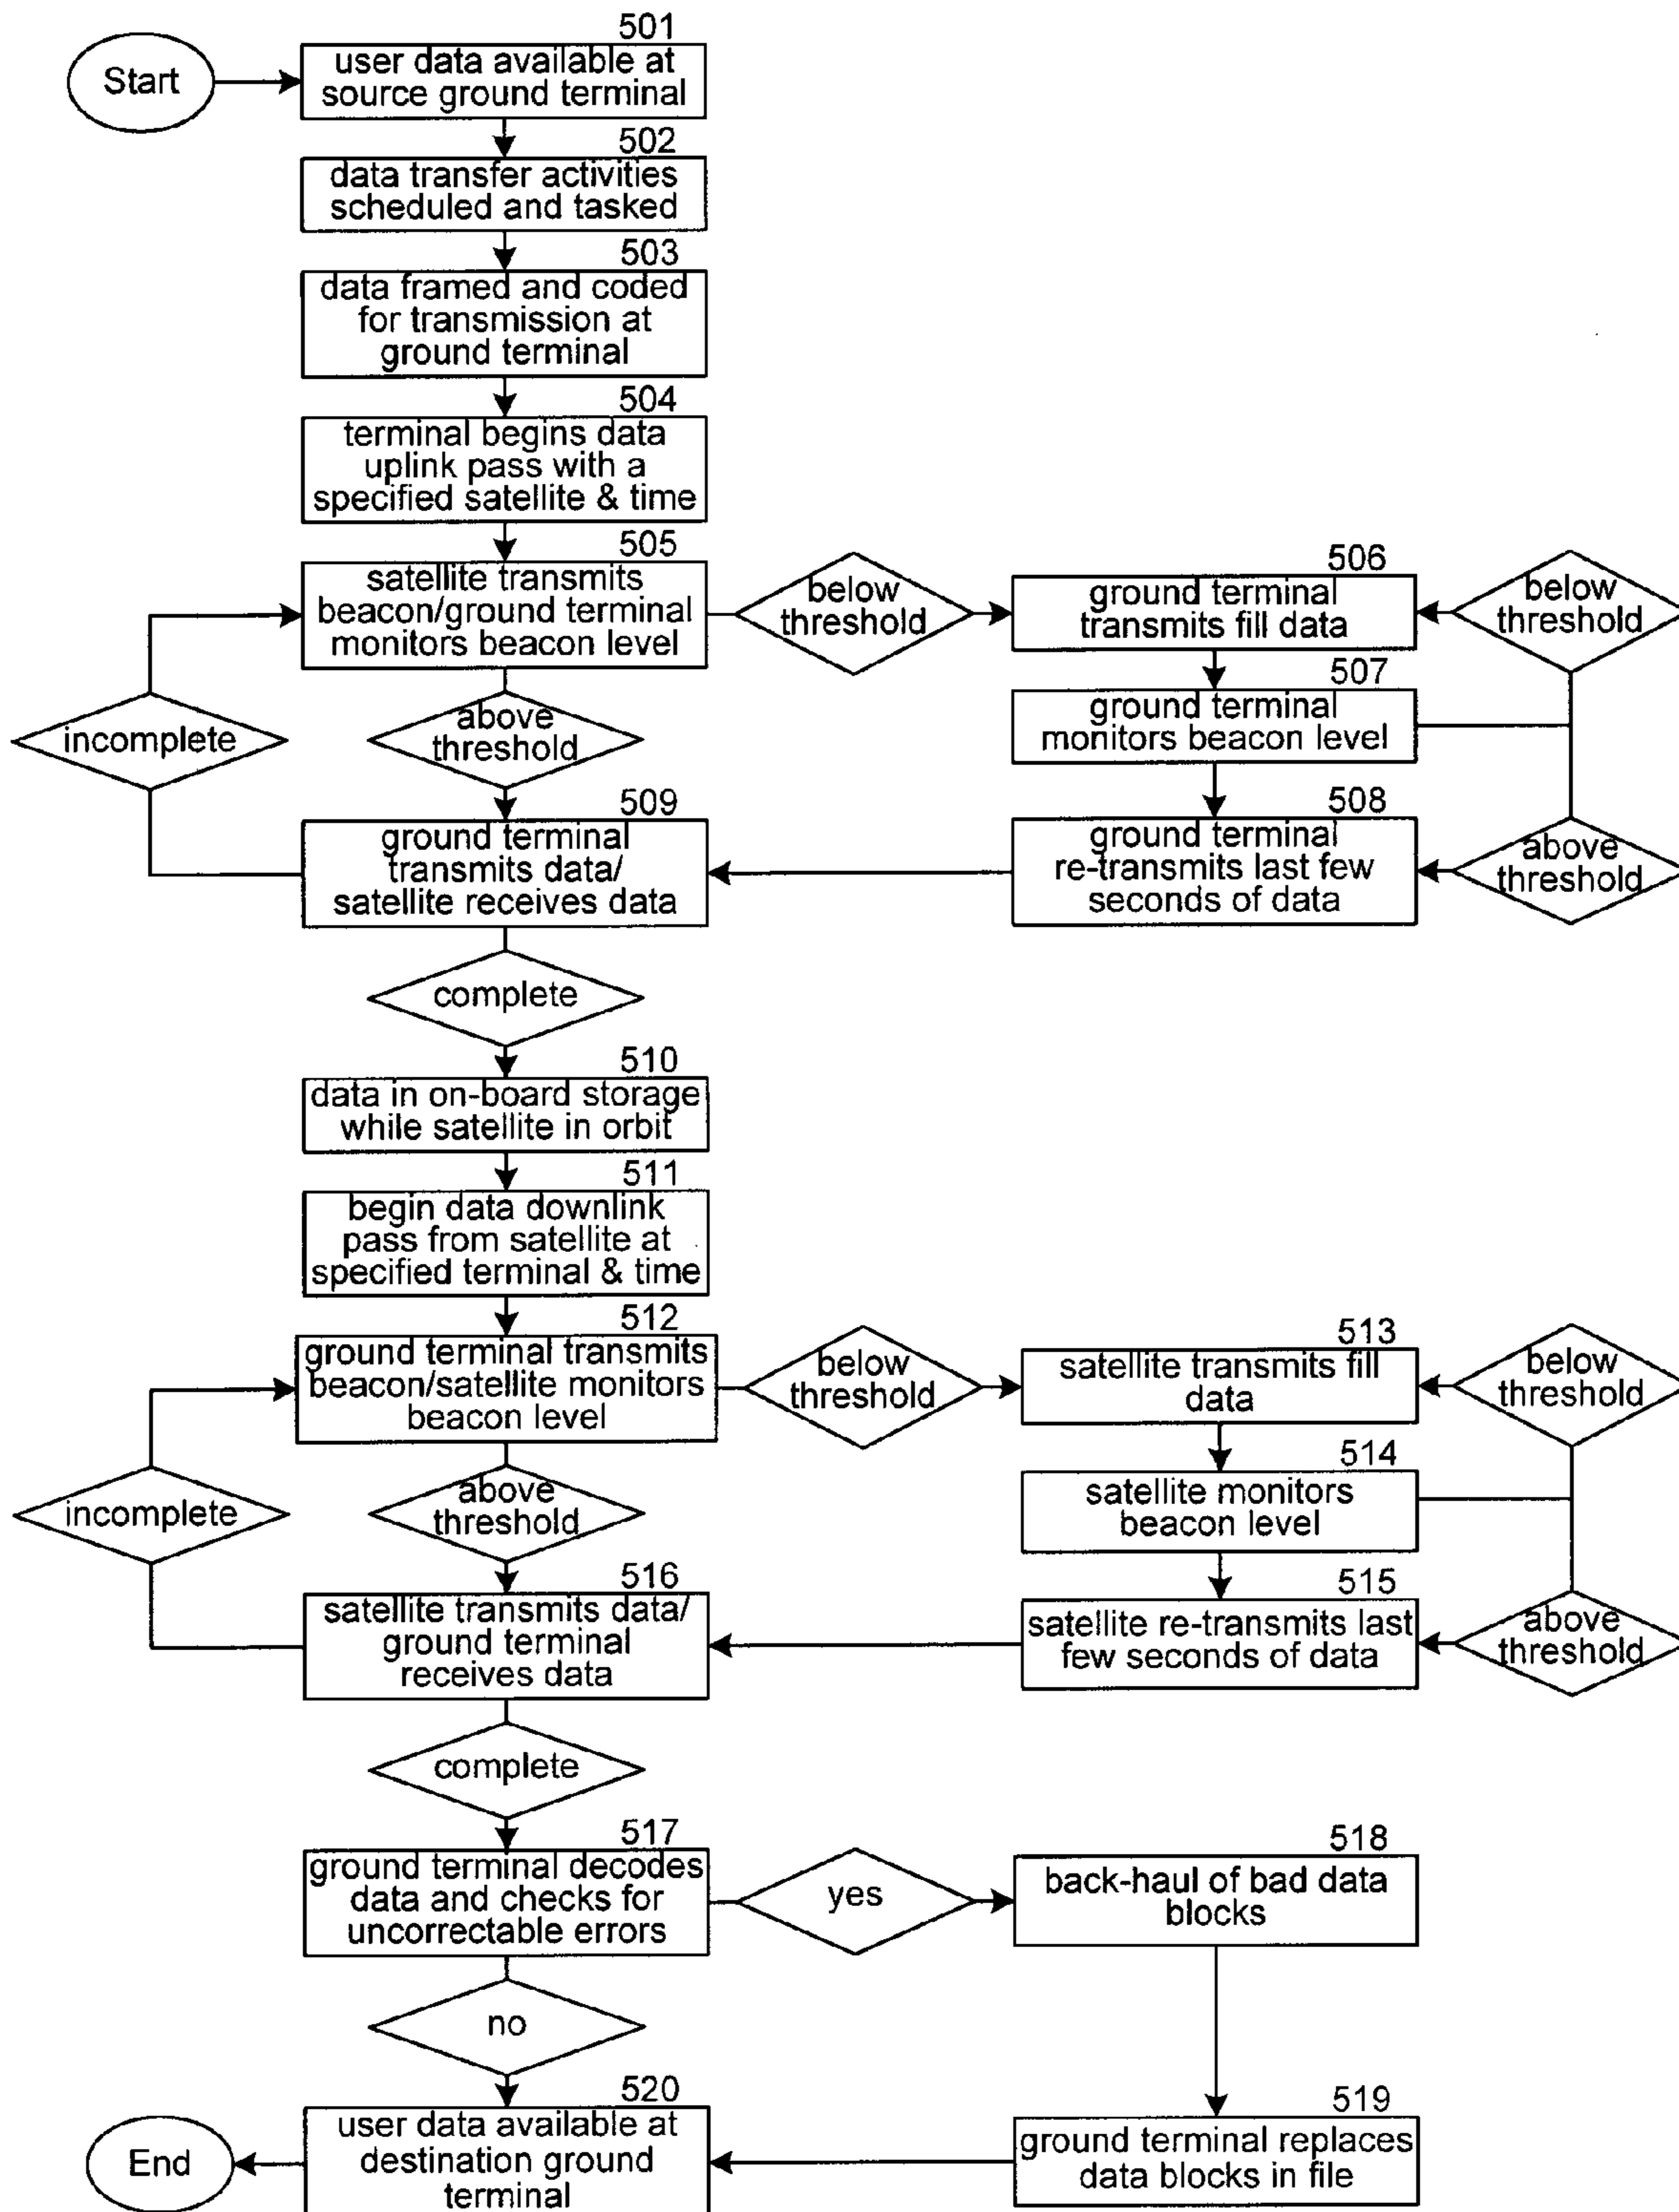 501
Start
user data available at
source ground terminal
502
data transfer activities
scheduled and tasked
503
data framed and coded
for transmission at
ground terminal
504
terminal begins data
uplink pass with a
specified satellite & time
505
satellite transmits
beacon/ground terminal
monitors beacon level
below
threshold
506
ground terminal
transmits fill data
below
threshold
507
ground terminal
monitors beacon level
incomplete
above
threshold
508
ground terminal
re-transmits last few
seconds of data
above
threshold
509
ground terminal
transmits data/
satellite receives data
complete
510
data in on-board storage
while satellite in orbit
511
begin data downlink
pass from satellite at
specified terminal & time
512
ground terminal transmits
beacon/satellite monitors
beacon level
below
threshold
513
satellite transmits fill
data
below
threshold
514
satellite monitors
beacon level
incomplete
above
threshold
515
satellite re-transmits last
few seconds of data
above
threshold
516
satellite transmits data/
ground terminal
receives data
complete
517
ground terminal decodes
data and checks for
uncorrectable errors
yes
518
back-haul of bad data
blocks
no
519
ground terminal replaces
data blocks in file
520
user data available at
destination ground
terminal
End